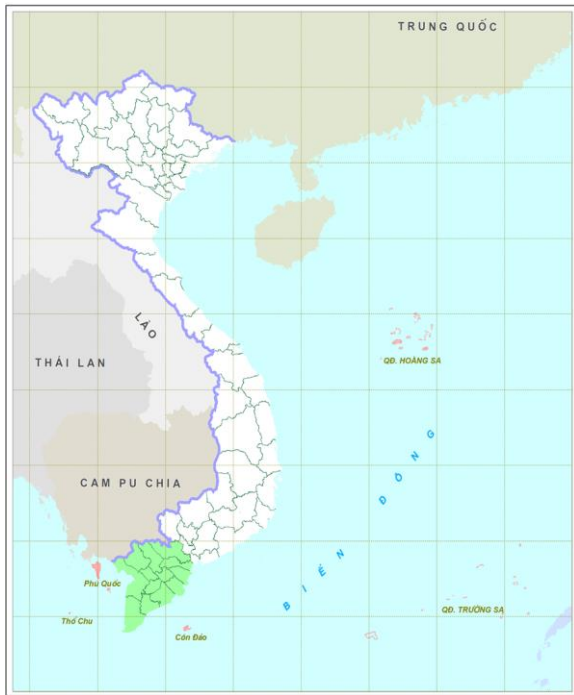 TRUNG QUỐC
LÀO
QĐ. HOÀNG SA
THÁI LAN
BIỂN ĐÔNG
CAM PU CHIA
Phú Quốc
QĐ. TRƯỜNG SA
Thổ Chu
Côn Đảo